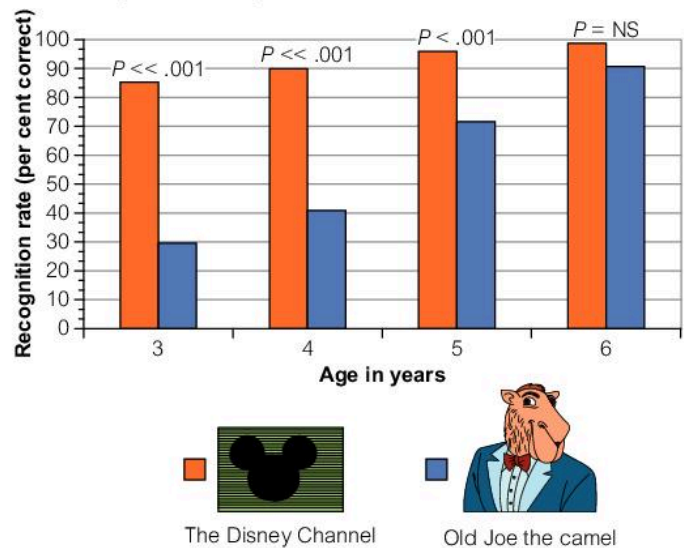 Recognition rate (per cent correct)
100
90
80
70
60
50
40
30
20
10
0
P << .001
P << .001
P < .001
P = NS
3
4
5
6
Age in years
The Disney Channel
Old Joe the camel